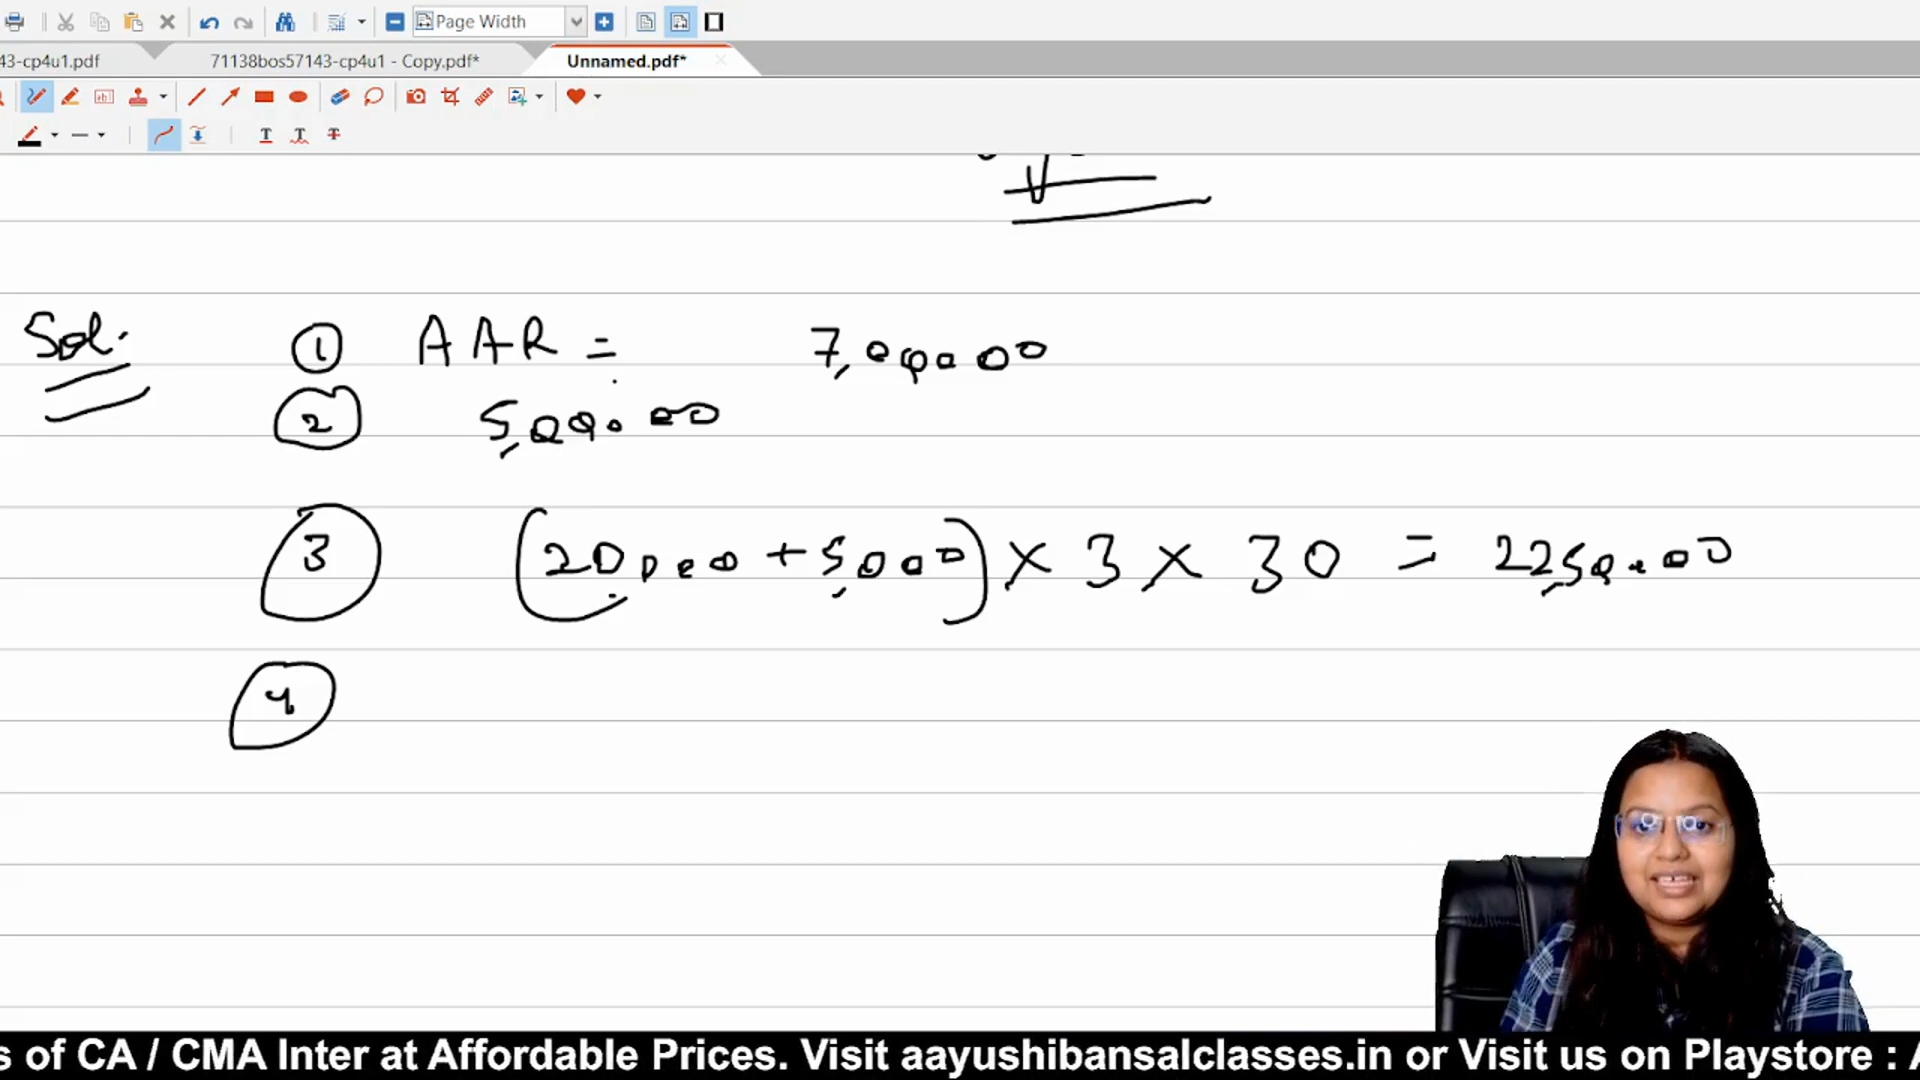 Page Width
43-cp4u1.pdf
71138bos57143-cp4u1 - Copy.pdf*
Unnamed.pdf*
Sol.
① AAR = 7,00,000
② 5,00,000
③ (20,000 + 5,000) × 3 × 30 = 22,50,000
④
s of CA / CMA Inter at Affordable Prices. Visit aayushibansalclasses.in or Visit us on Playstore : A